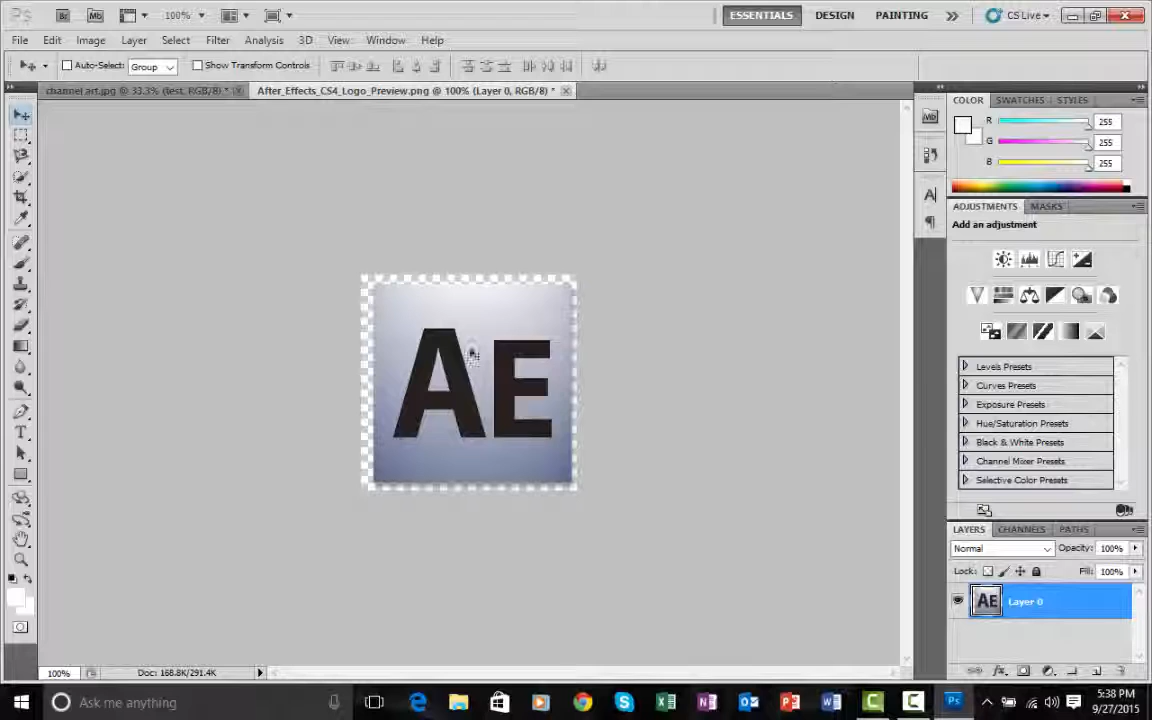 Ps Br Mb 100% ESSENTIALS DESIGN PAINTING CS Live
File Edit Image Layer Select Filter Analysis 3D View Window Help
Auto-Select: Group Show Transform Controls
channel art.jpg @ 33.3% (test, RGB/8) * After_Effects_CS4_Logo_Preview.png @ 100% (Layer 0, RGB/8) *
COLOR SWATCHES STYLES
R 255
G 255
B 255
ADJUSTMENTS MASKS
Add an adjustment
Levels Presets
Curves Presets
Exposure Presets
Hue/Saturation Presets
Black & White Presets
Channel Mixer Presets
Selective Color Presets
AE
LAYERS CHANNELS PATHS
Normal Opacity: 100%
Lock: Fill: 100%
AE Layer 0
100% Doc: 168.8K/291.4K
Ask me anything
5:38 PM
9/27/2015